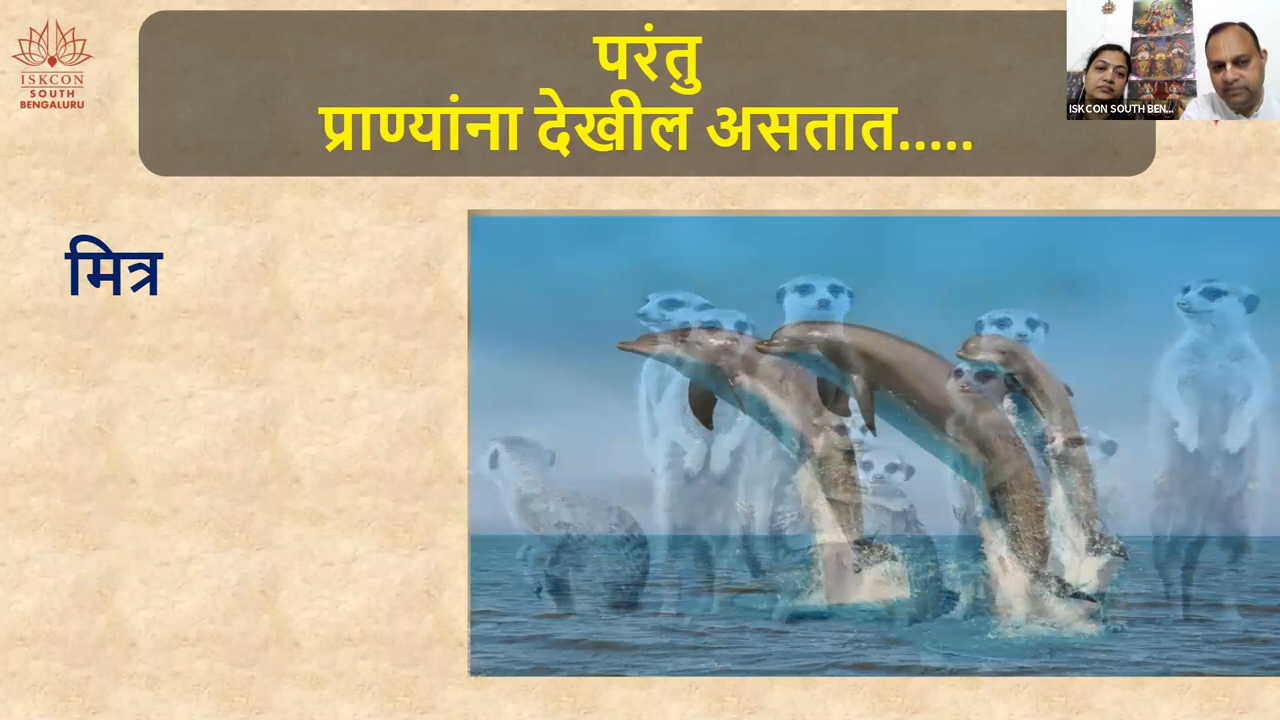 ISKCON
SOUTH
BENGALURU
परंतु
प्राण्यांना देखील असतात.....
ISKCON SOUTH BEN...
मित्र